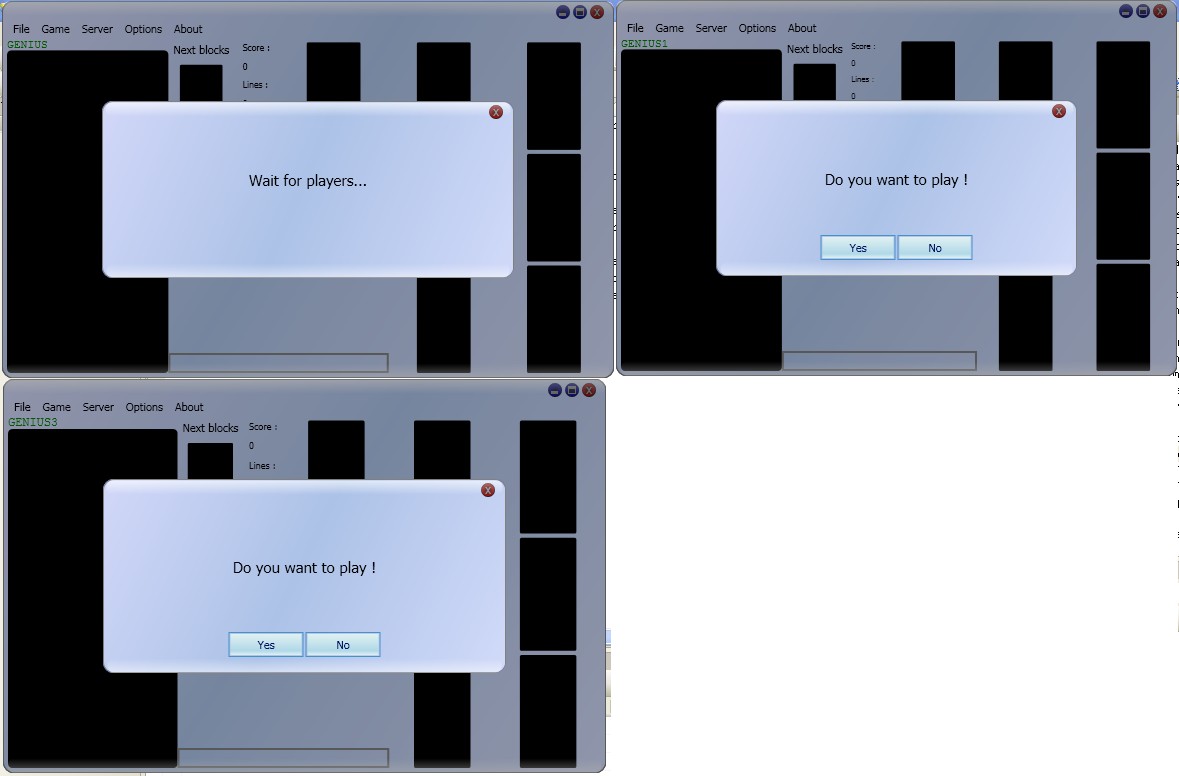 File Game Server Options About
GENIUS
Next blocks
Score :
0
Lines :
Wait for players...
File Game Server Options About
GENIUS1
Next blocks
Score :
0
Lines :
0
Do you want to play !
Yes No
File Game Server Options About
GENIUS3
Next blocks
Score :
0
Lines :
Do you want to play !
Yes No